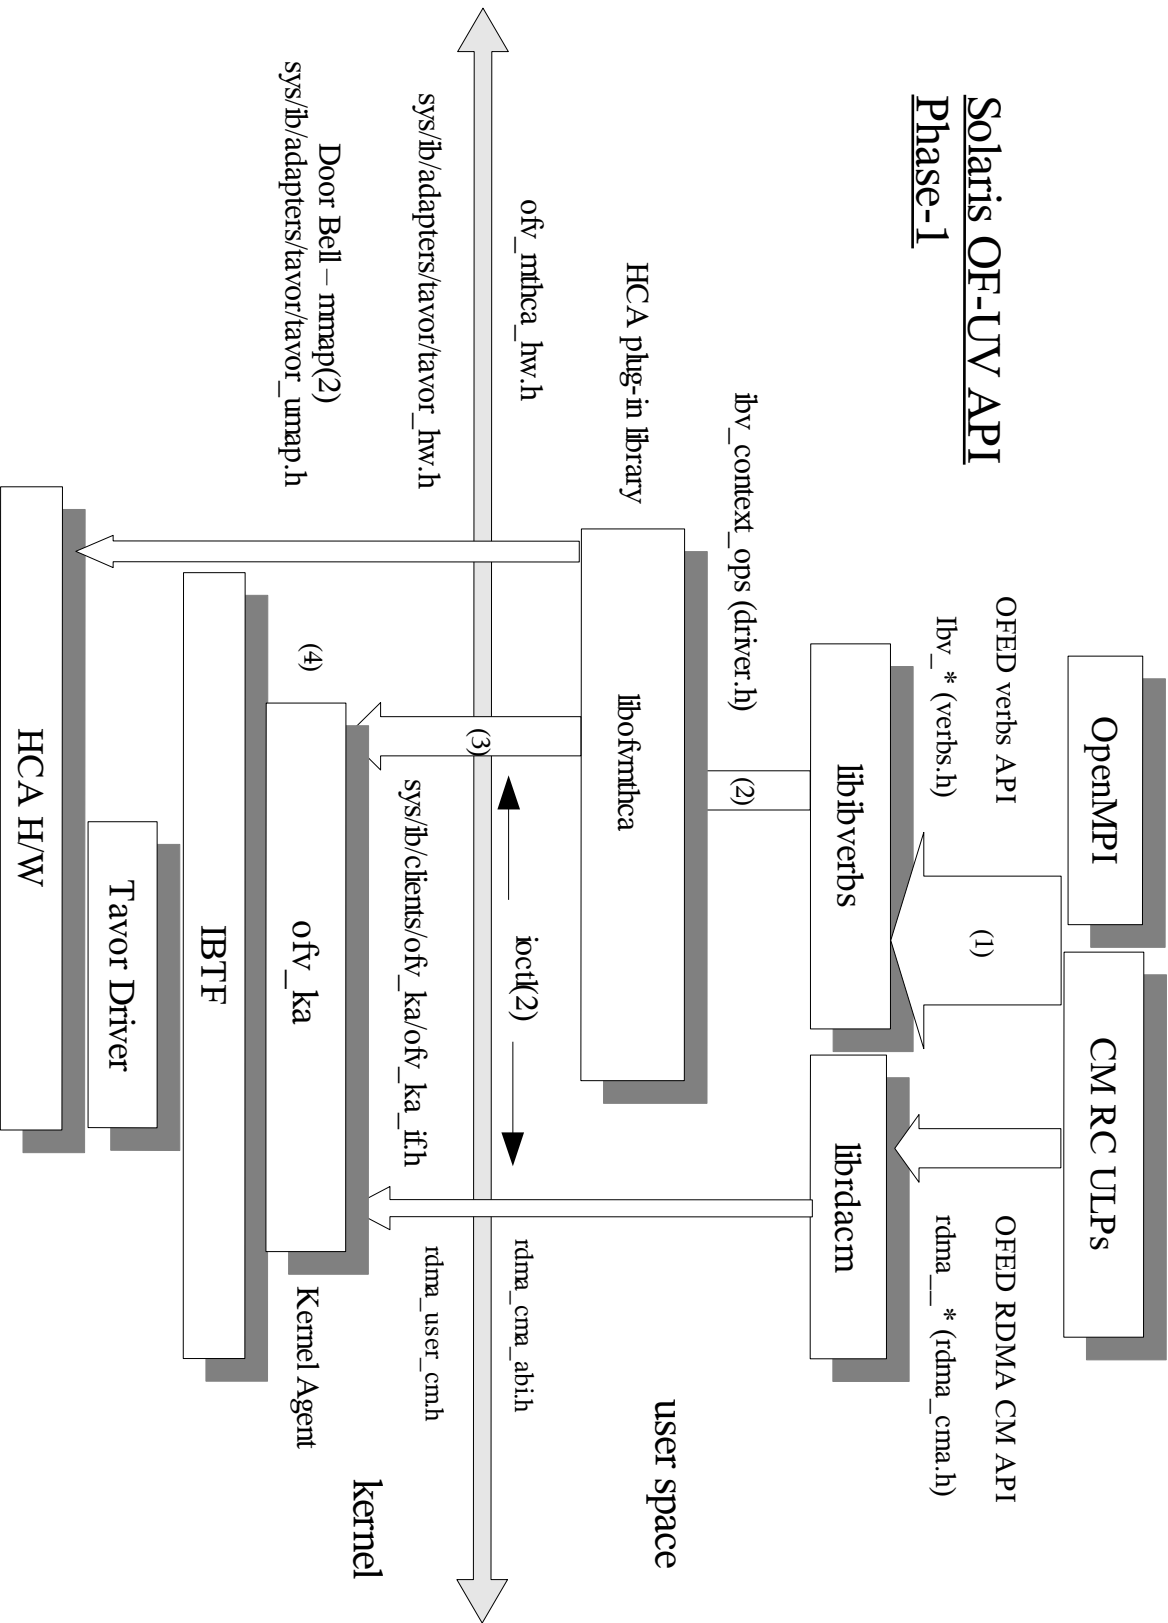 Solaris OF-UV API
Phase-1
OpenMPI
CM RC ULPs
OFED verbs API
Ibv_* (verbs.h)
(1)
OFED RDMA CM API
rdma__* (rdma_cma.h)
libibverbs
librdacm
ibv_context_ops (driver.h)
(2)
HCA plug-in library
libofvmthca
user space
ofv_mthca_hw.h
ioctl(2)
rdma_cma_abi.h
(3)
sys/ib/adapters/tavor/tavor_hw.h
sys/ib/clients/ofv_ka/ofv_ka_if.h
rdma_user_cm.h
kernel
Door Bell – mmap(2)
sys/ib/adapters/tavor/tavor_umap.h
(4)
ofv_ka
Kernel Agent
IBTF
Tavor Driver
HCA H/W